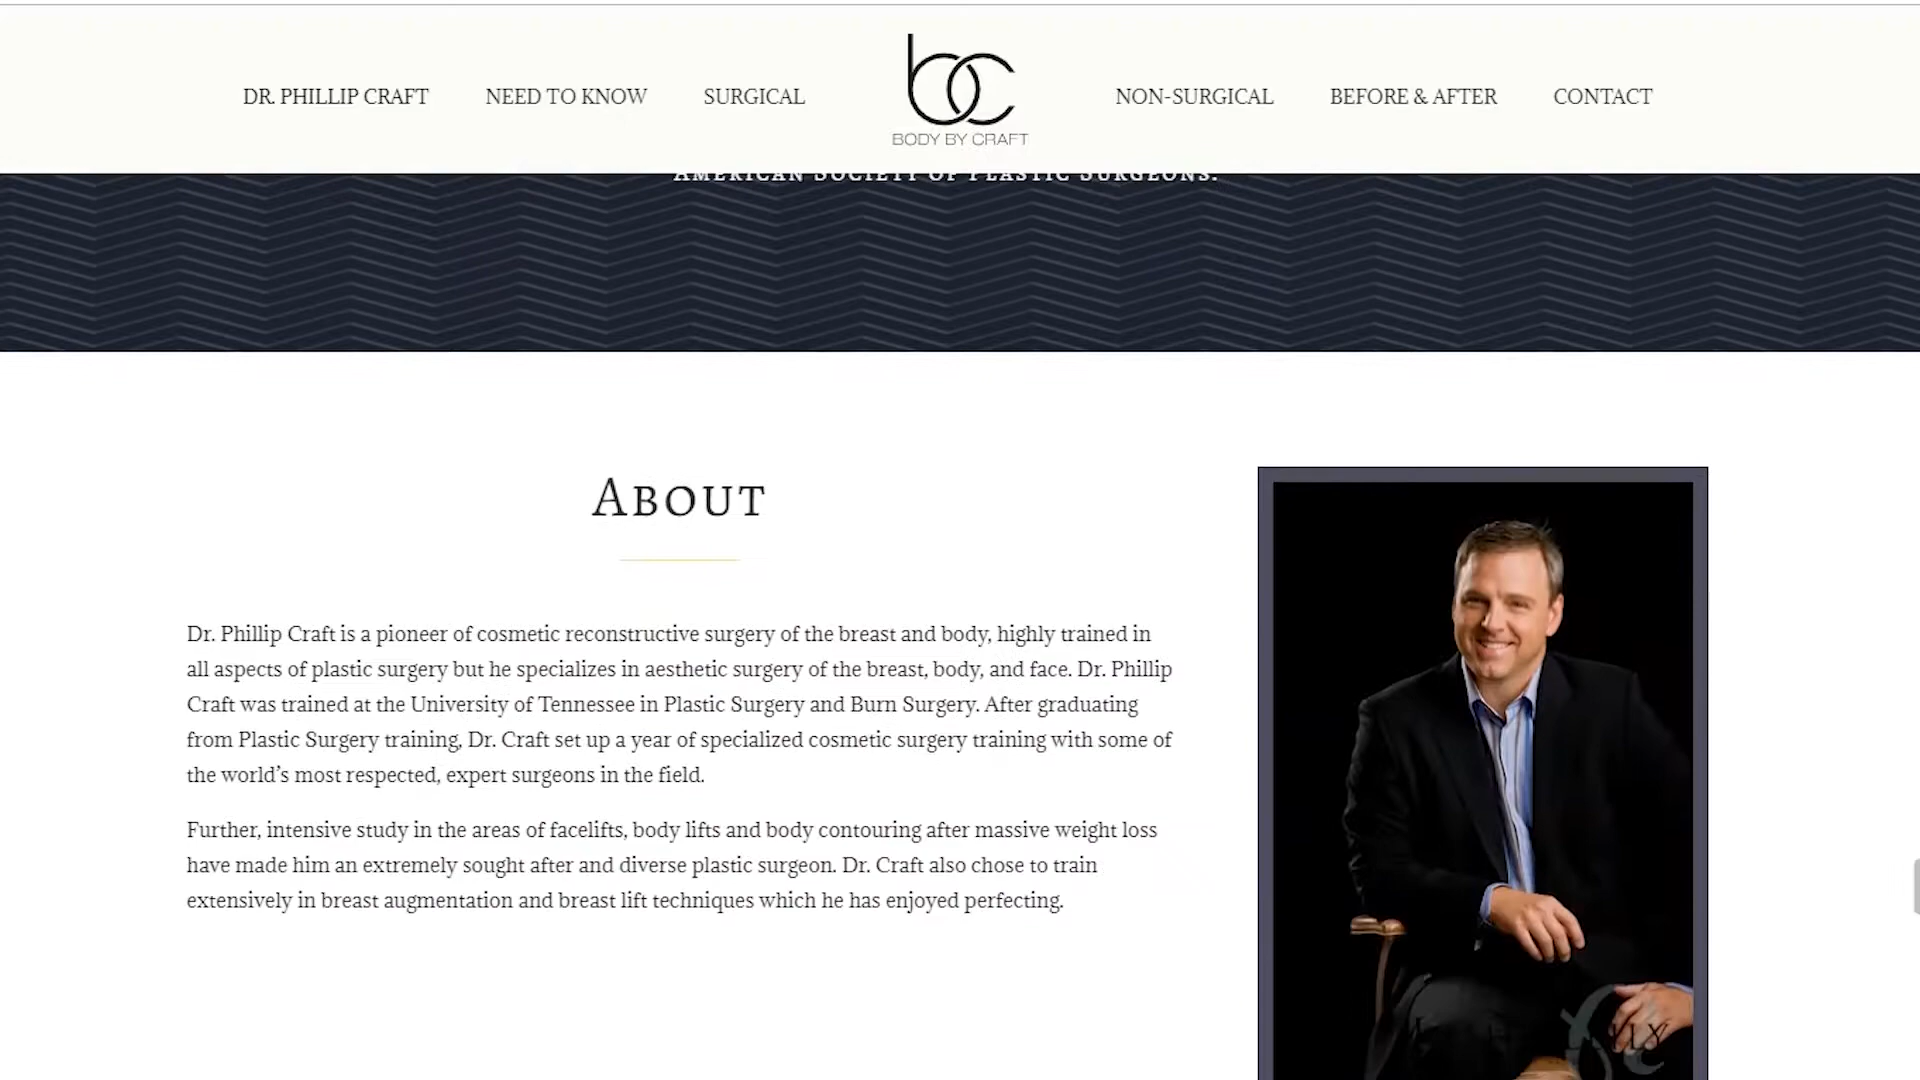 DR. PHILLIP CRAFT
NEED TO KNOW
SURGICAL
bc
BODY BY CRAFT
NON-SURGICAL
BEFORE & AFTER
CONTACT
AMERICAN SOCIETY OF PLASTIC SURGEONS.
ABOUT
Dr. Phillip Craft is a pioneer of cosmetic reconstructive surgery of the breast and body, highly trained in
all aspects of plastic surgery but he specializes in aesthetic surgery of the breast, body, and face. Dr. Phillip
Craft was trained at the University of Tennessee in Plastic Surgery and Burn Surgery. After graduating
from Plastic Surgery training, Dr. Craft set up a year of specialized cosmetic surgery training with some of
the world’s most respected, expert surgeons in the field.
Further, intensive study in the areas of facelifts, body lifts and body contouring after massive weight loss
have made him an extremely sought after and diverse plastic surgeon. Dr. Craft also chose to train
extensively in breast augmentation and breast lift techniques which he has enjoyed perfecting.